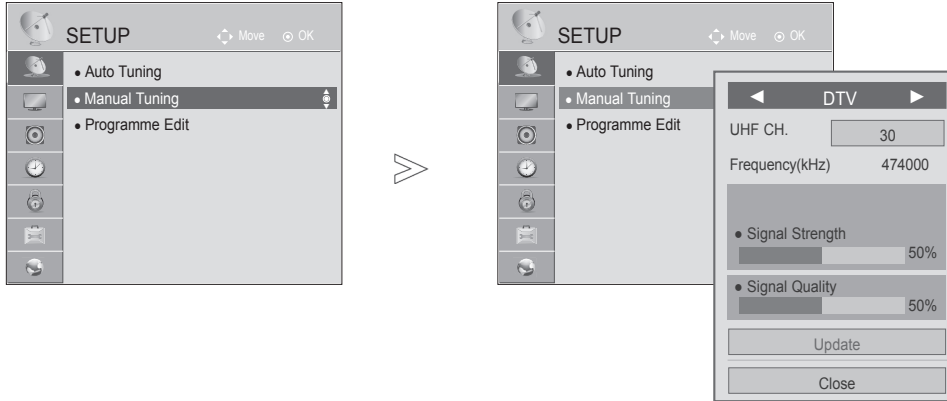 SETUP
Move OK
• Auto Tuning
• Manual Tuning
• Programme Edit
SETUP
Move OK
• Auto Tuning
• Manual Tuning
• Programme Edit
◀ DTV ▶
UHF CH. 30
Frequency(kHz) 474000
• Signal Strength
50%
• Signal Quality
50%
Update
Close